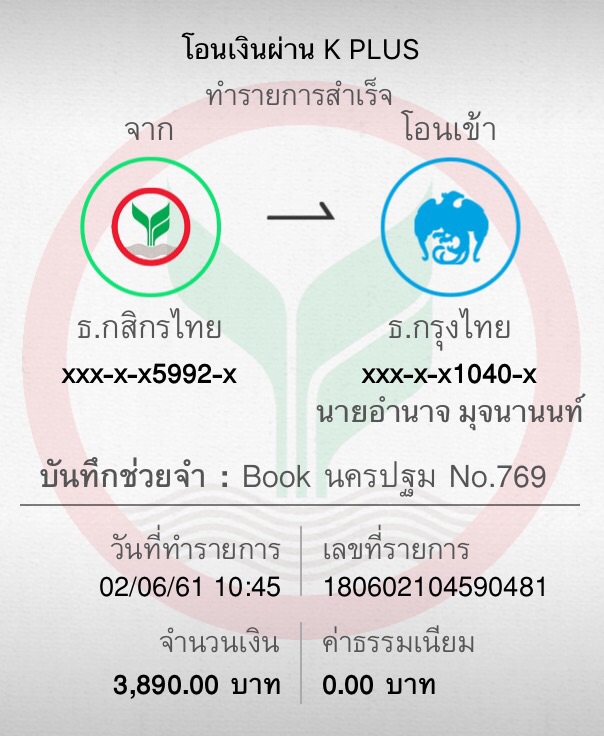 โอนเงินผ่าน K PLUS
ทำรายการสำเร็จ
จาก
โอนเข้า
ธ.กสิกรไทย
ธ.กรุงไทย
xxx-x-x5992-x
xxx-x-x1040-x
นายอำนาจ มุจนานนท์
บันทึกช่วยจำ : Book นครปฐม No.769
วันที่ทำรายการ
เลขที่รายการ
02/06/61 10:45
180602104590481
จำนวนเงิน
ค่าธรรมเนียม
3,890.00 บาท
0.00 บาท